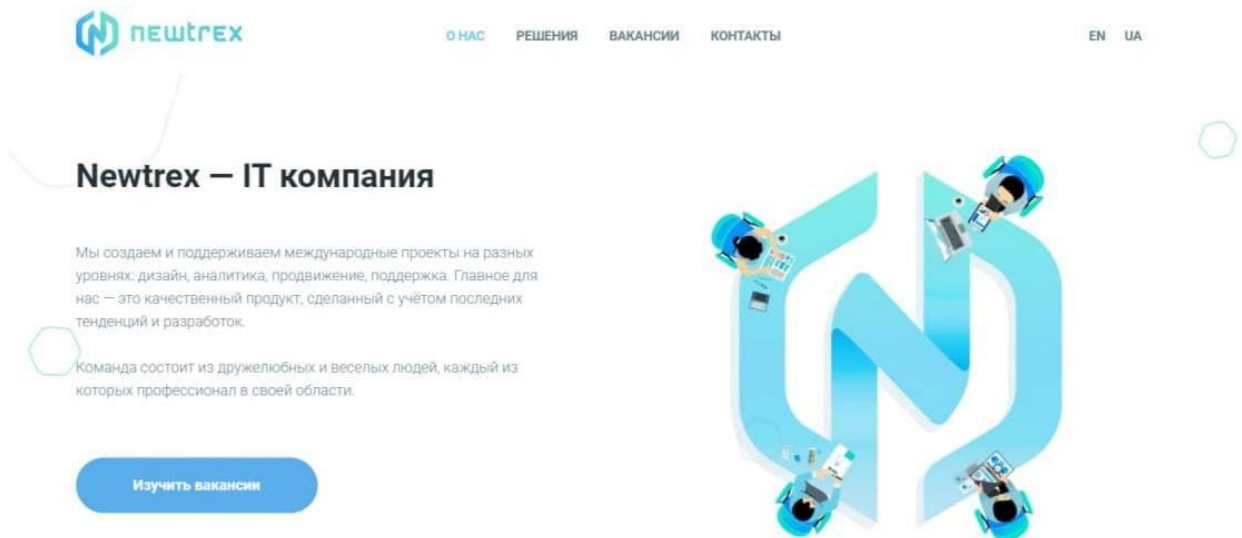 newtrex
О НАС РЕШЕНИЯ ВАКАНСИИ КОНТАКТЫ
EN UA
Newtrex — IT компания
Мы создаем и поддерживаем международные проекты на разных
уровнях: дизайн, аналитика, продвижение, поддержка. Главное для
нас — это качественный продукт, сделанный с учётом последних
тенденций и разработок.
Команда состоит из дружелюбных и веселых людей, каждый из
которых профессионал в своей области.
Изучить вакансии